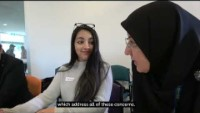 which address all of these concerns.